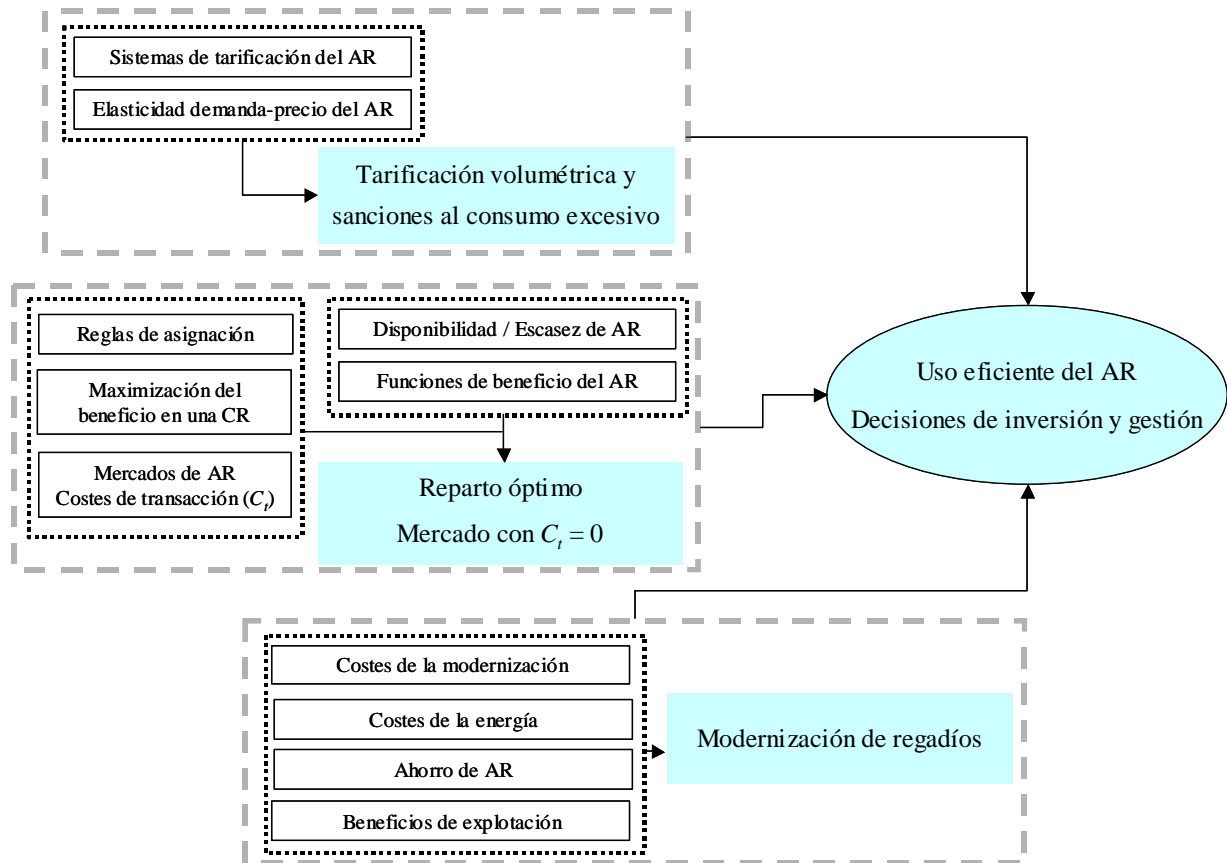 Sistemas de tarificación del AR
Elasticidad demanda-precio del AR
Tarificación volumétrica y
sanciones al consumo excesivo
Reglas de asignación
Maximización del
beneficio en una CR
Mercados de AR
Costes de transacción (Ct)
Disponibilidad / Escasez de AR
Funciones de beneficio del AR
Reparto óptimo
Mercado con Ct = 0
Uso eficiente del AR
Decisiones de inversión y gestión
Costes de la modernización
Costes de la energía
Ahorro de AR
Beneficios de explotación
Modernización de regadíos